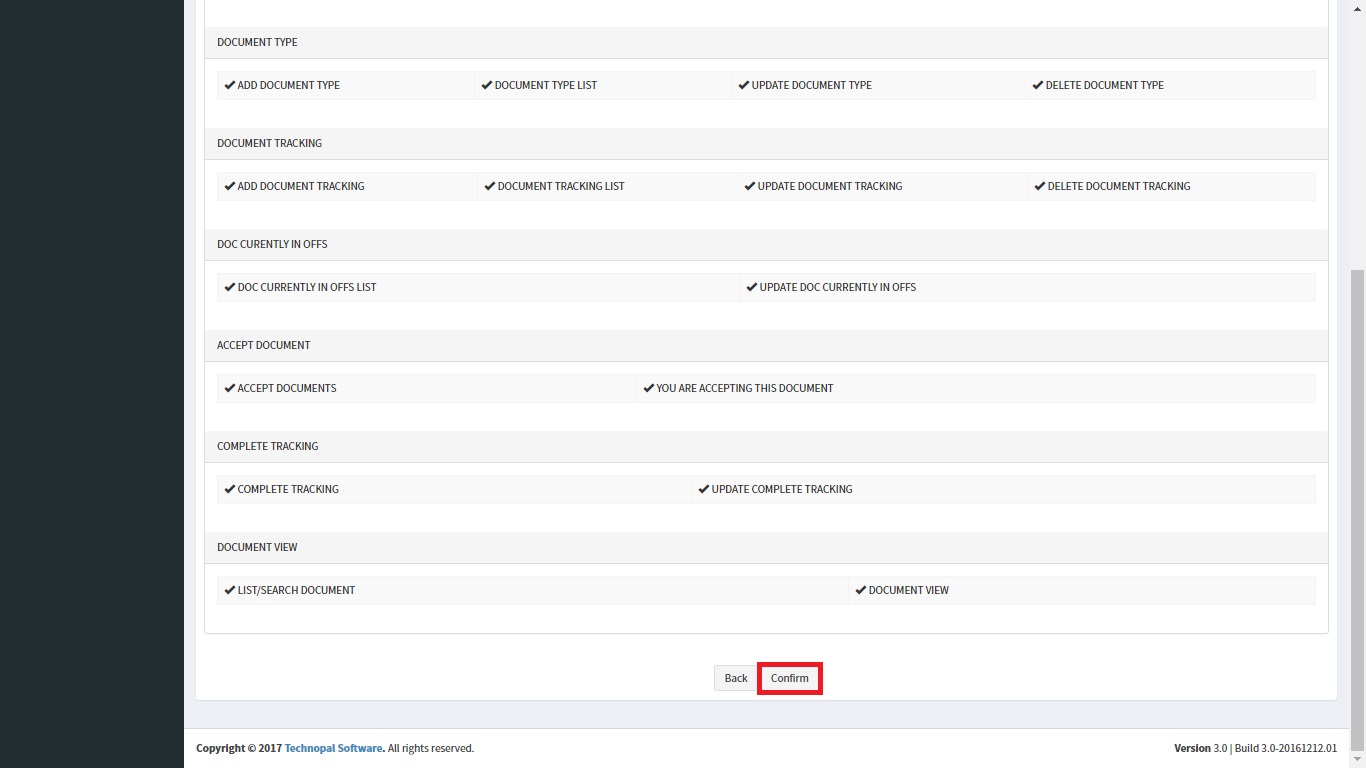 DOCUMENT TYPE
ADD DOCUMENT TYPE DOCUMENT TYPE LIST UPDATE DOCUMENT TYPE DELETE DOCUMENT TYPE
DOCUMENT TRACKING
ADD DOCUMENT TRACKING DOCUMENT TRACKING LIST UPDATE DOCUMENT TRACKING DELETE DOCUMENT TRACKING
DOC CURENTLY IN OFFS
DOC CURRENTLY IN OFFS LIST UPDATE DOC CURRENTLY IN OFFS
ACCEPT DOCUMENT
ACCEPT DOCUMENTS YOU ARE ACCEPTING THIS DOCUMENT
COMPLETE TRACKING
COMPLETE TRACKING UPDATE COMPLETE TRACKING
DOCUMENT VIEW
LIST/SEARCH DOCUMENT DOCUMENT VIEW
Back Confirm
Copyright © 2017 Technopal Software. All rights reserved. Version 3.0 | Build 3.0-20161212.01